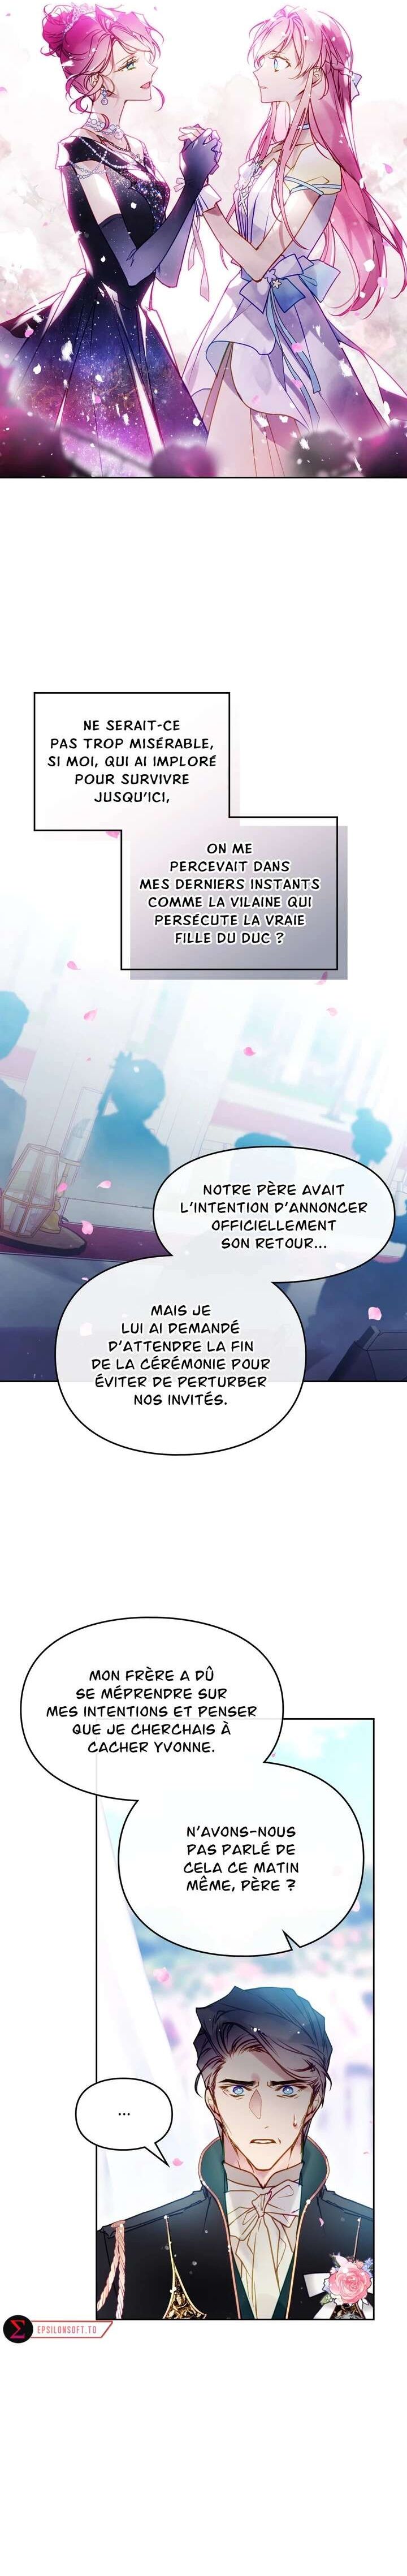 NE SERAIT-CE
PAS TROP MISÉRABLE,
SI MOI, QUI AI IMPLORÉ
POUR SURVIVRE
JUSQU'ICI,
ON ME
PERCEVAIT DANS
MES DERNIERS INSTANTS
COMME LA VILAINE QUI
PERSÉCUTE LA VRAIE
FILLE DU DUC ?
NOTRE PÈRE AVAIT
L'INTENTION D'ANNONCER
OFFICIELLEMENT
SON RETOUR...
MAIS JE
LUI AI DEMANDÉ
D'ATTENDRE LA FIN
DE LA CÉRÉMONIE POUR
ÉVITER DE PERTURBER
NOS INVITÉS.
MON FRÈRE A DÛ
SE MÉPRENDRE SUR
MES INTENTIONS ET PENSER
QUE JE CHERCHAIS À
CACHER YVONNE.
N'AVONS-NOUS
PAS PARLÉ DE
CELA CE MATIN
MÊME, PÈRE ?
...
Σ EPSILONSOFT.TO